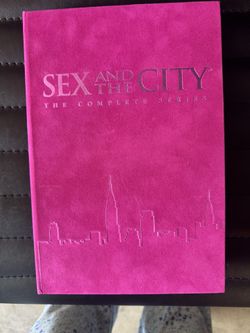 SEX AND THE CITY
THE COMPLETE SERIES